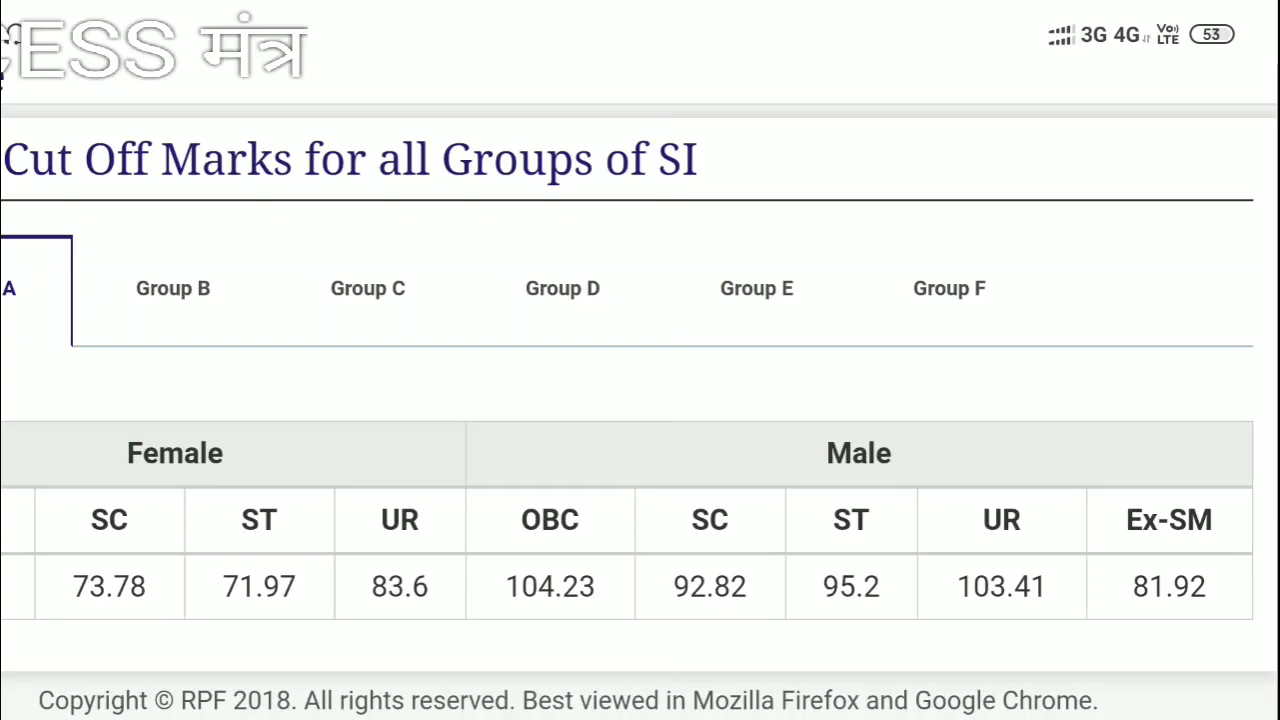 ESS मंत्र
3G 4G VoLTE 53
Cut Off Marks for all Groups of SI
A Group B Group C Group D Group E Group F
Female Male
SC ST UR OBC SC ST UR Ex-SM
73.78 71.97 83.6 104.23 92.82 95.2 103.41 81.92
Copyright © RPF 2018. All rights reserved. Best viewed in Mozilla Firefox and Google Chrome.